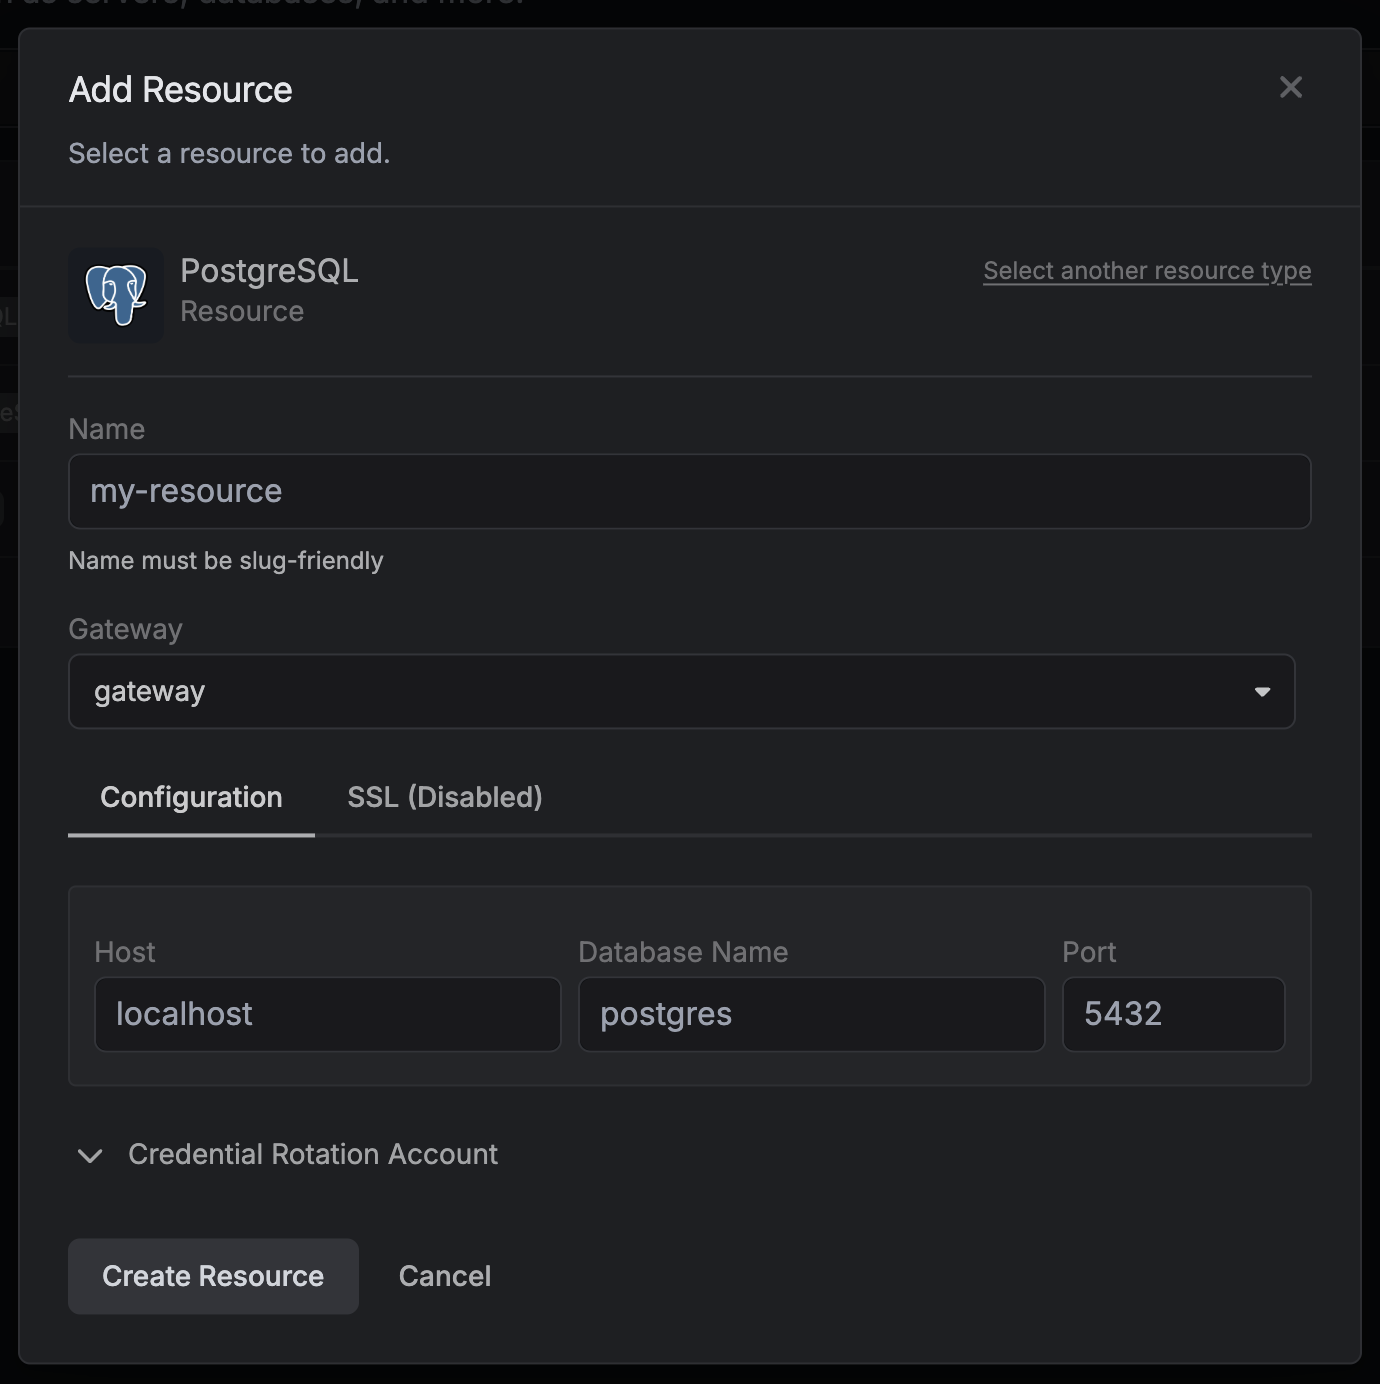 Add Resource
Select a resource to add.
PostgreSQL
Resource
Select another resource type
Name
my-resource
Name must be slug-friendly
Gateway
gateway
Configuration
SSL (Disabled)
Host
Database Name
Port
localhost
postgres
5432
Credential Rotation Account
Create Resource
Cancel